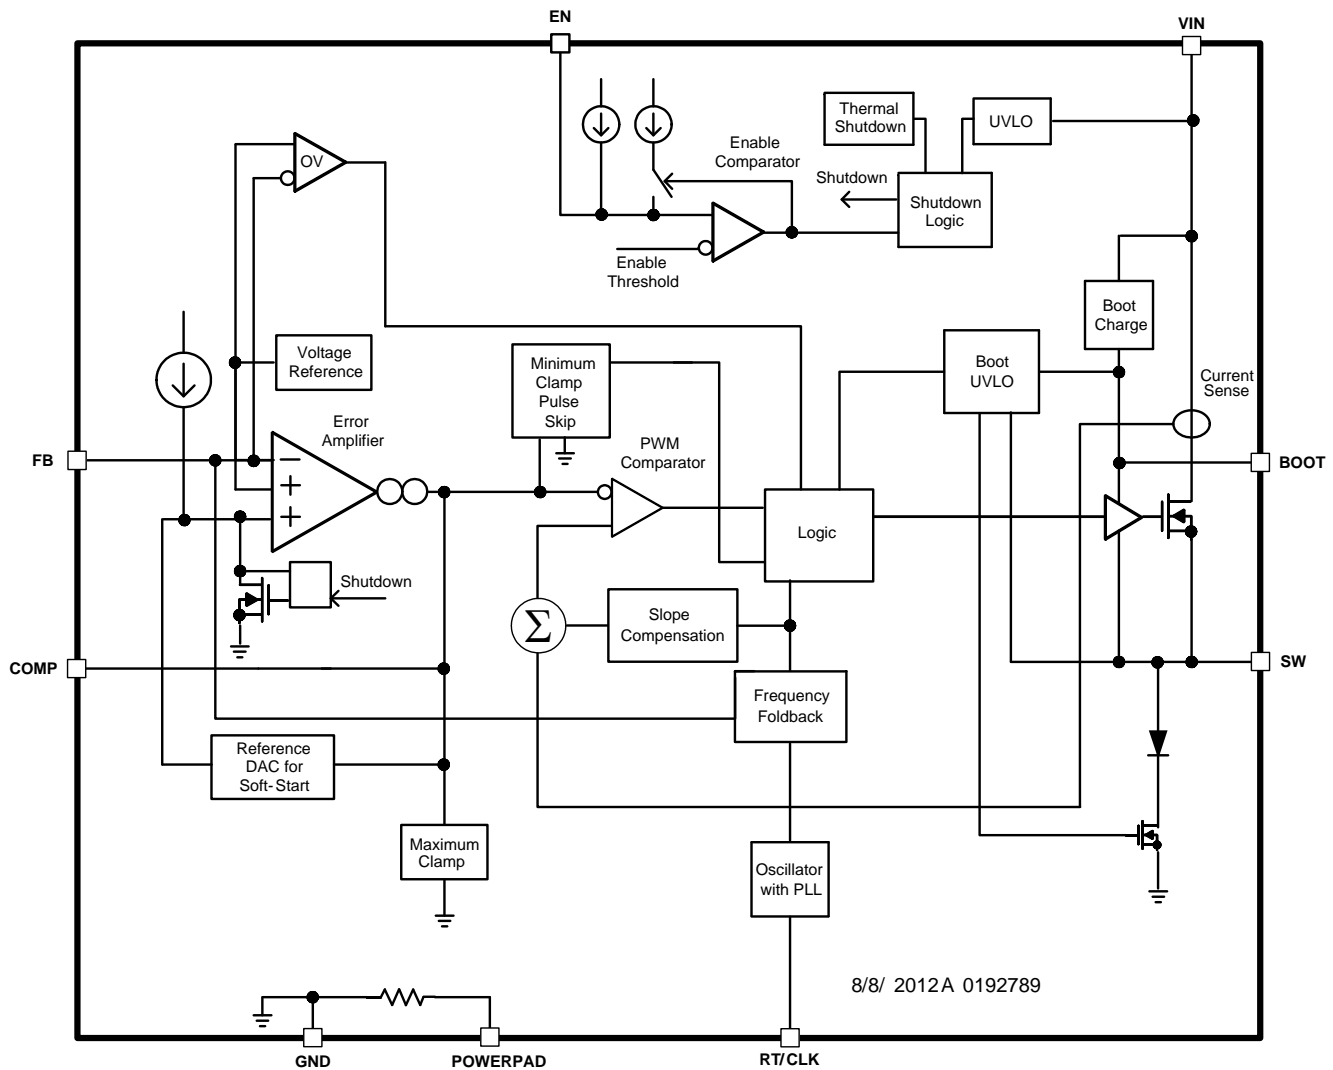 EN
VIN
Thermal
Shutdown
UVLO
Enable
Comparator
OV
Shutdown
Shutdown
Logic
Enable
Threshold
Boot
Charge
Voltage
Reference
Minimum
Clamp
Pulse
Skip
Boot
UVLO
Current
Sense
Error
Amplifier
PWM
Comparator
FB
BOOT
−
+
+
Logic
Shutdown
Σ
Slope
Compensation
COMP
SW
Frequency
Foldback
Reference
DAC for
Soft-Start
Maximum
Clamp
Oscillator
with PLL
8/8/ 2012A 0192789
GND
POWERPAD
RT/CLK